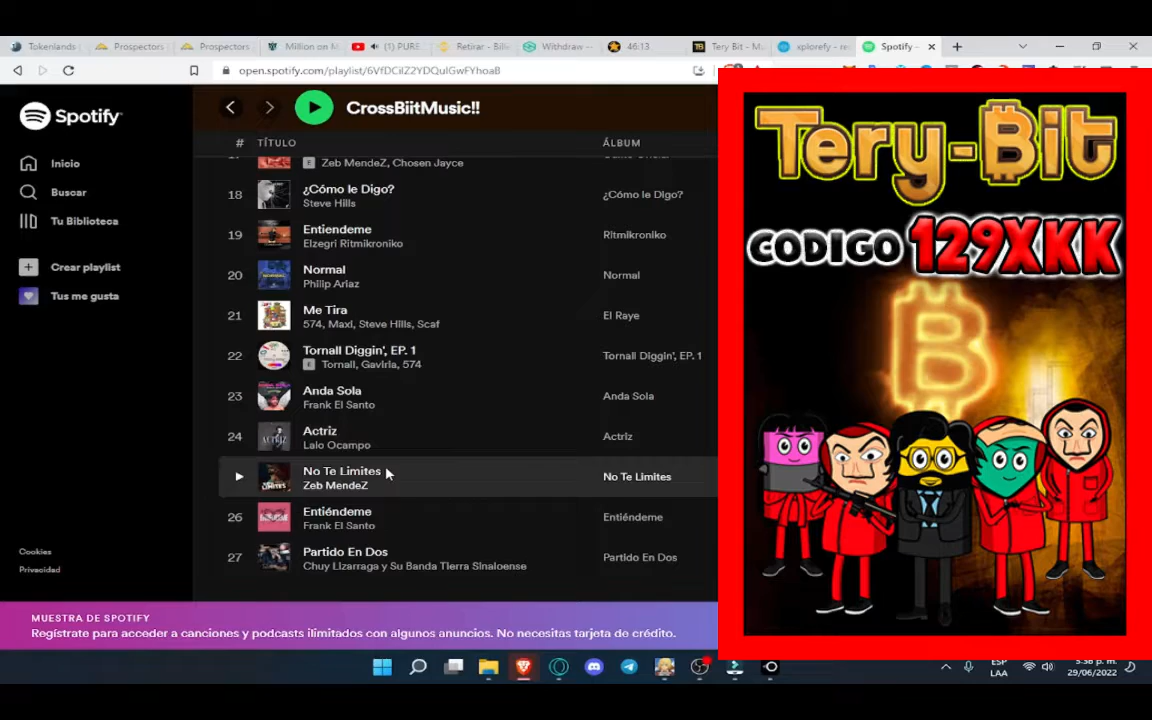 Tokenlands
Prospectors
Prospectors
Million on M
(1) PURE
Retirar - Bill
Withdraw
46:13
Tery Bit - M
xplorefy - re
Spotify -
open.spotify.com/playlist/6VfDCilZ2YDQulGwFYhoaB
Spotify
CrossBiitMusic!!
Inicio
Buscar
Tu Biblioteca
Crear playlist
Tus me gusta
Cookies
Privacidad
# TÍTULO ÁLBUM
E Zeb MendeZ, Chosen Jayce
18 ¿Cómo le Digo? ¿Cómo le Digo?
Steve Hills
19 Entiendeme Ritmikroniko
Elzegri Ritmikroniko
20 Normal Normal
Philip Ariaz
21 Me Tira El Raye
574, Maxi, Steve Hills, Scaf
22 Tornall Diggin', EP. 1 Tornall Diggin', EP. 1
E Tornall, Gavirla, 574
23 Anda Sola Anda Sola
Frank El Santo
24 Actriz Actriz
Lalo Ocampo
No Te Limites No Te Limites
Zeb MendeZ
26 Entiéndeme Entiéndeme
Frank El Santo
27 Partido En Dos Partido En Dos
Chuy Lizarraga y Su Banda Tierra Sinaloense
MUESTRA DE SPOTIFY
Regístrate para acceder a canciones y podcasts ilimitados con algunos anuncios. No necesitas tarjeta de crédito.
Tery-Bit
CODIGO 129XKK
ESP
LAA
3:38 p. m.
29/06/2022